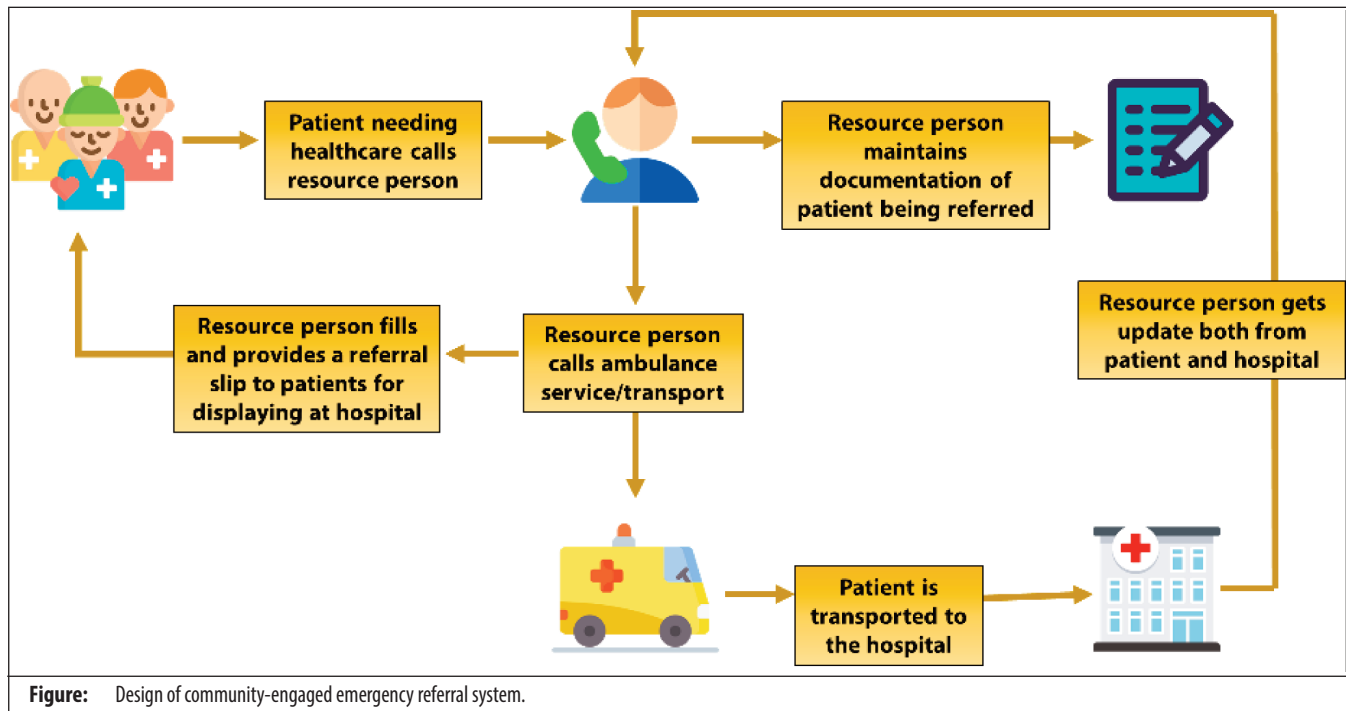 Patient needing
healthcare calls
resource person
Resource person
maintains
documentation of
patient being referred
Resource person fills
and provides a referral
slip to patients for
displaying at hospital
Resource person
calls ambulance
service/transport
Resource person gets
update both from
patient and hospital
Patient is
transported to
the hospital
Figure: Design of community-engaged emergency referral system.